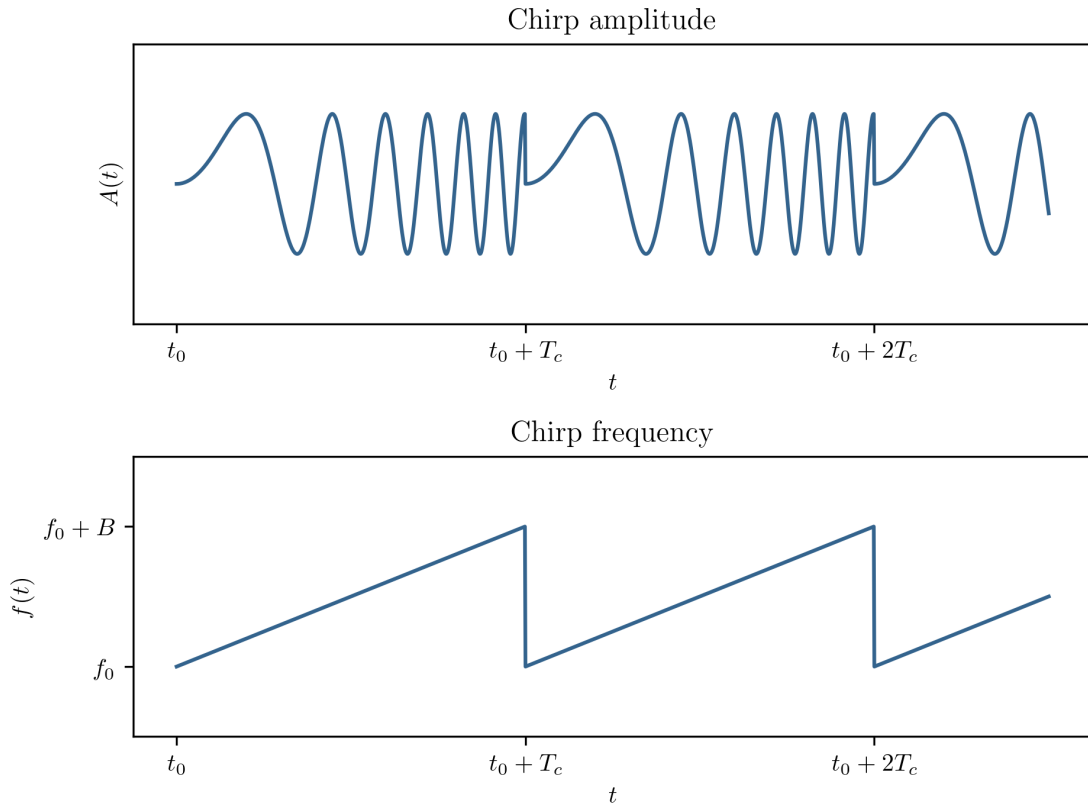 Chirp amplitude
A(t)
t₀
t₀ + T_c
t₀ + 2T_c
t
Chirp frequency
f₀ + B
f(t)
f₀
t₀
t₀ + T_c
t₀ + 2T_c
t